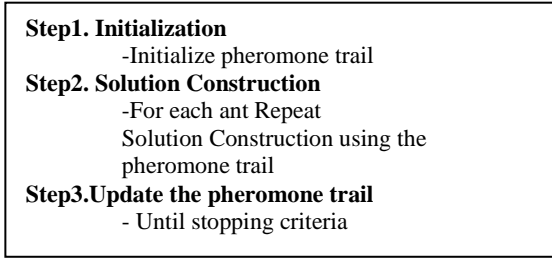 Step1. Initialization
-Initialize pheromone trail
Step2. Solution Construction
-For each ant Repeat
Solution Construction using the
pheromone trail
Step3.Update the pheromone trail
- Until stopping criteria